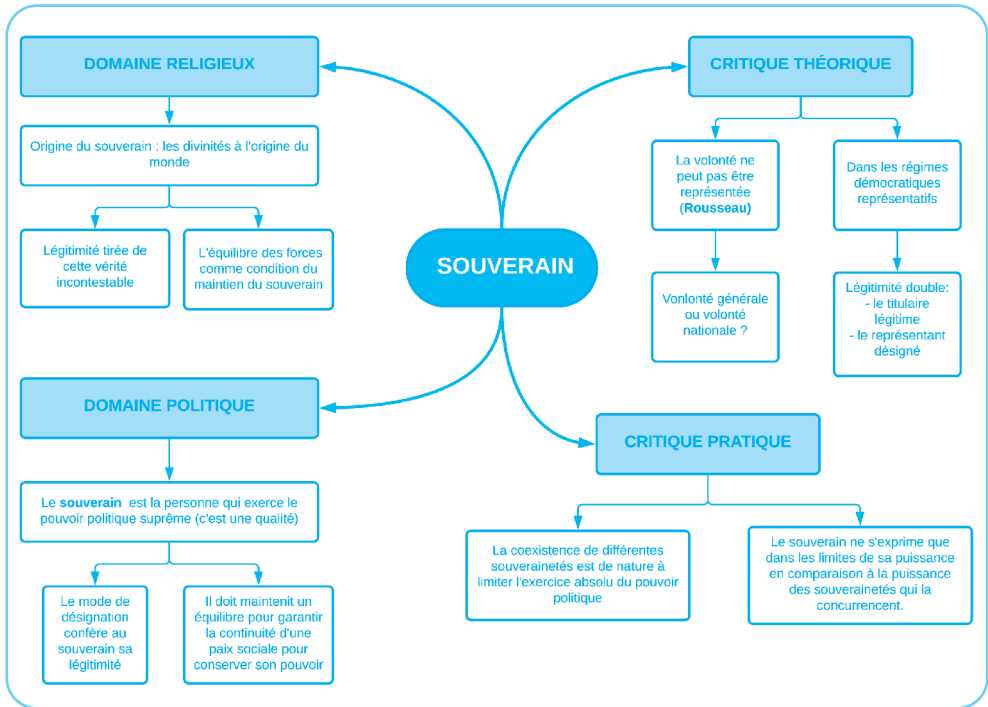 DOMAINE RELIGIEUX
Origine du souverain : les divinités à l'origine du
monde
Légitimité tirée de
cette vérité
incontestable
L'équilibre des forces
comme condition du
maintien du souverain
CRITIQUE THÉORIQUE
La volonté ne
peut pas être
représentée
(Rousseau)
Dans les régimes
démocratiques
représentatifs
Vonlonté générale
ou volonté
nationale ?
Légitimité double:
- le titulaire
légitime
- le représentant
désigné
SOUVERAIN
DOMAINE POLITIQUE
Le souverain est la personne qui exerce le
pouvoir politique suprême (c'est une qualité)
Le mode de
désignation
confère au
souverain sa
légitimité
Il doit maintenit un
équilibre pour garantir
la continuité d'une
paix sociale pour
conserver son pouvoir
CRITIQUE PRATIQUE
La coexistence de différentes
souverainetés est de nature à
limiter l'exercice absolu du pouvoir
politique
Le souverain ne s'exprime que
dans les limites de sa puissance
en comparaison à la puissance
des souverainetés qui la
concurrencent.